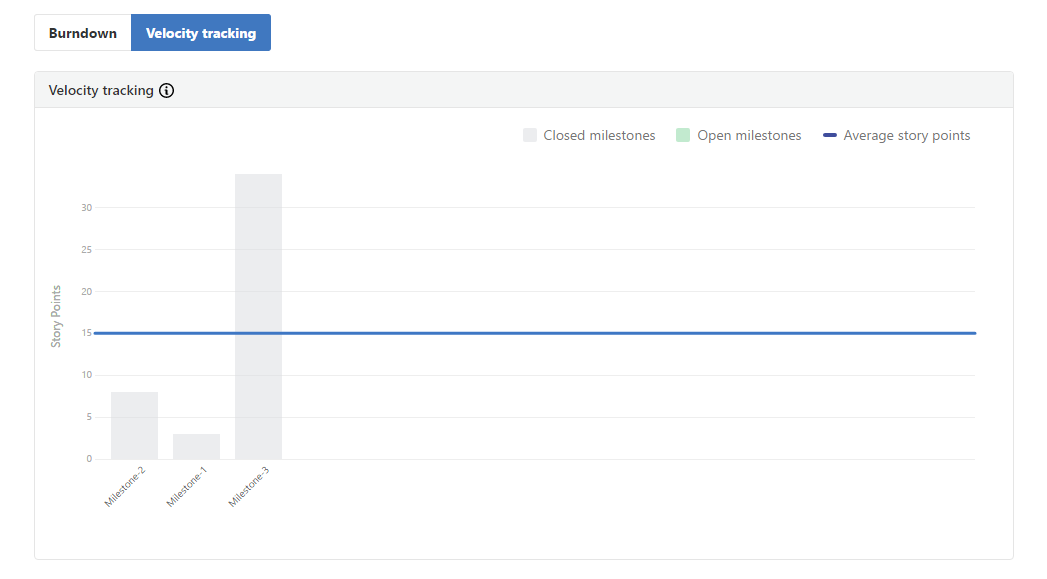 Burndown
Velocity tracking
Velocity tracking
Closed milestones
Open milestones
Average story points
Story Points
30
25
20
15
10
5
0
Milestone-2
Milestone-1
Milestone-3